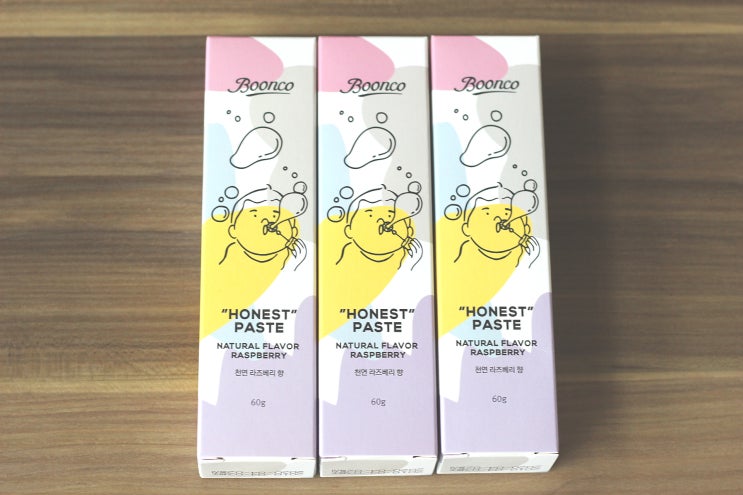 Boonco
"HONEST"
PASTE
NATURAL FLAVOR
RASPBERRY
천연 라즈베리 향
60g
Boonco
"HONEST"
PASTE
NATURAL FLAVOR
RASPBERRY
천연 라즈베리 향
60g
Boonco
"HONEST"
PASTE
NATURAL FLAVOR
RASPBERRY
천연 라즈베리 향
60g